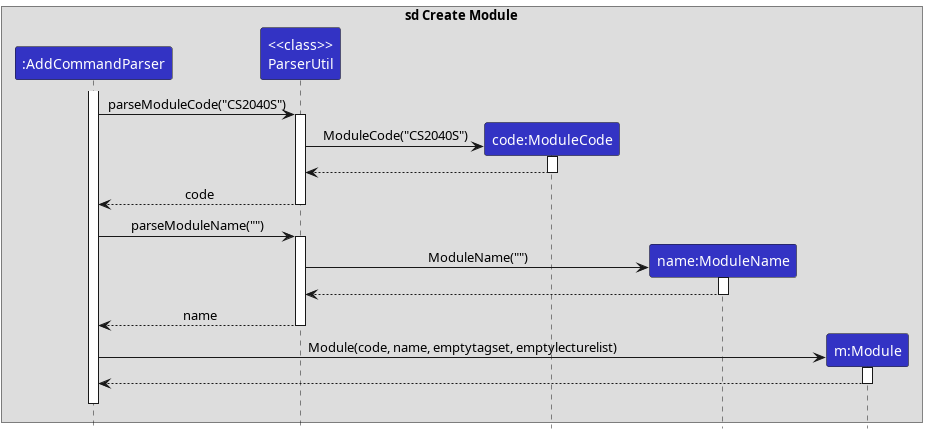 sd Create Module
<<class>>
:AddCommandParser
ParserUtil
parseModuleCode("CS2040S")
ModuleCode("CS2040S")
code:ModuleCode
code
parseModuleName("")
ModuleName("")
name:ModuleName
name
Module(code, name, emptytagset, emptylecturelist)
m:Module